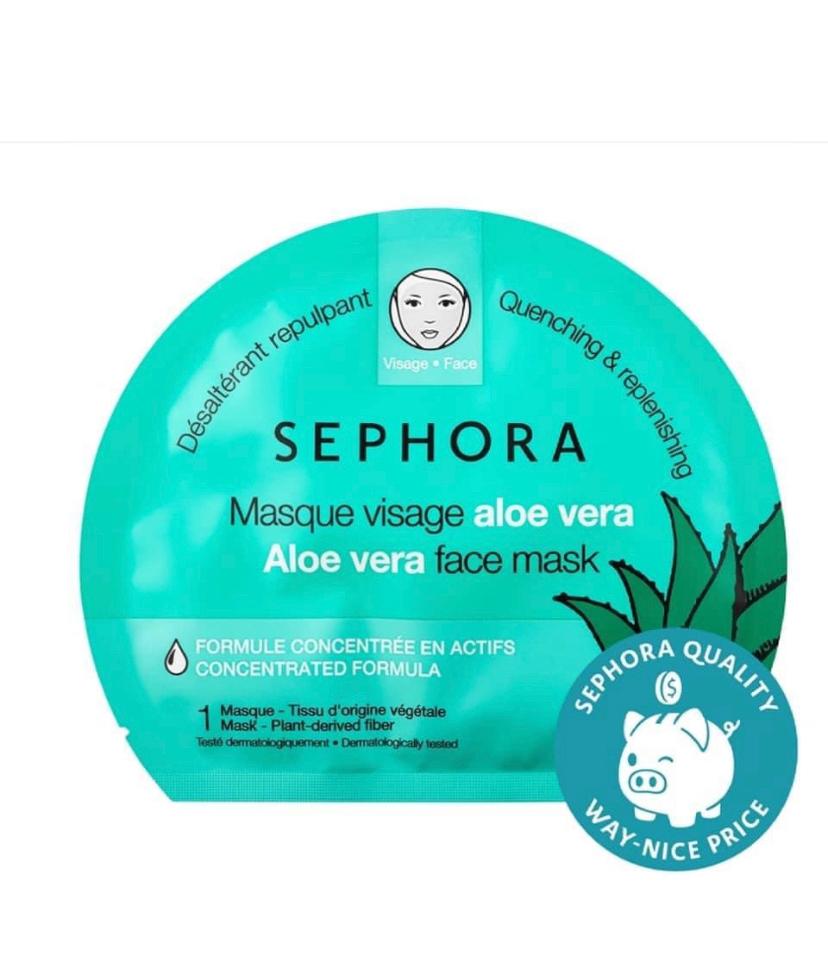 Désaltérant repulpant
Visage • Face
Quenching & replenishing
SEPHORA
Masque visage aloe vera
Aloe vera face mask
FORMULE CONCENTRÉE EN ACTIFS
CONCENTRATED FORMULA
1 Masque - Tissu d'origine végétale
Mask - Plant-derived fiber
Testé dermatologiquement • Dermatologically tested
SEPHORA QUALITY
$
WAY-NICE PRICE